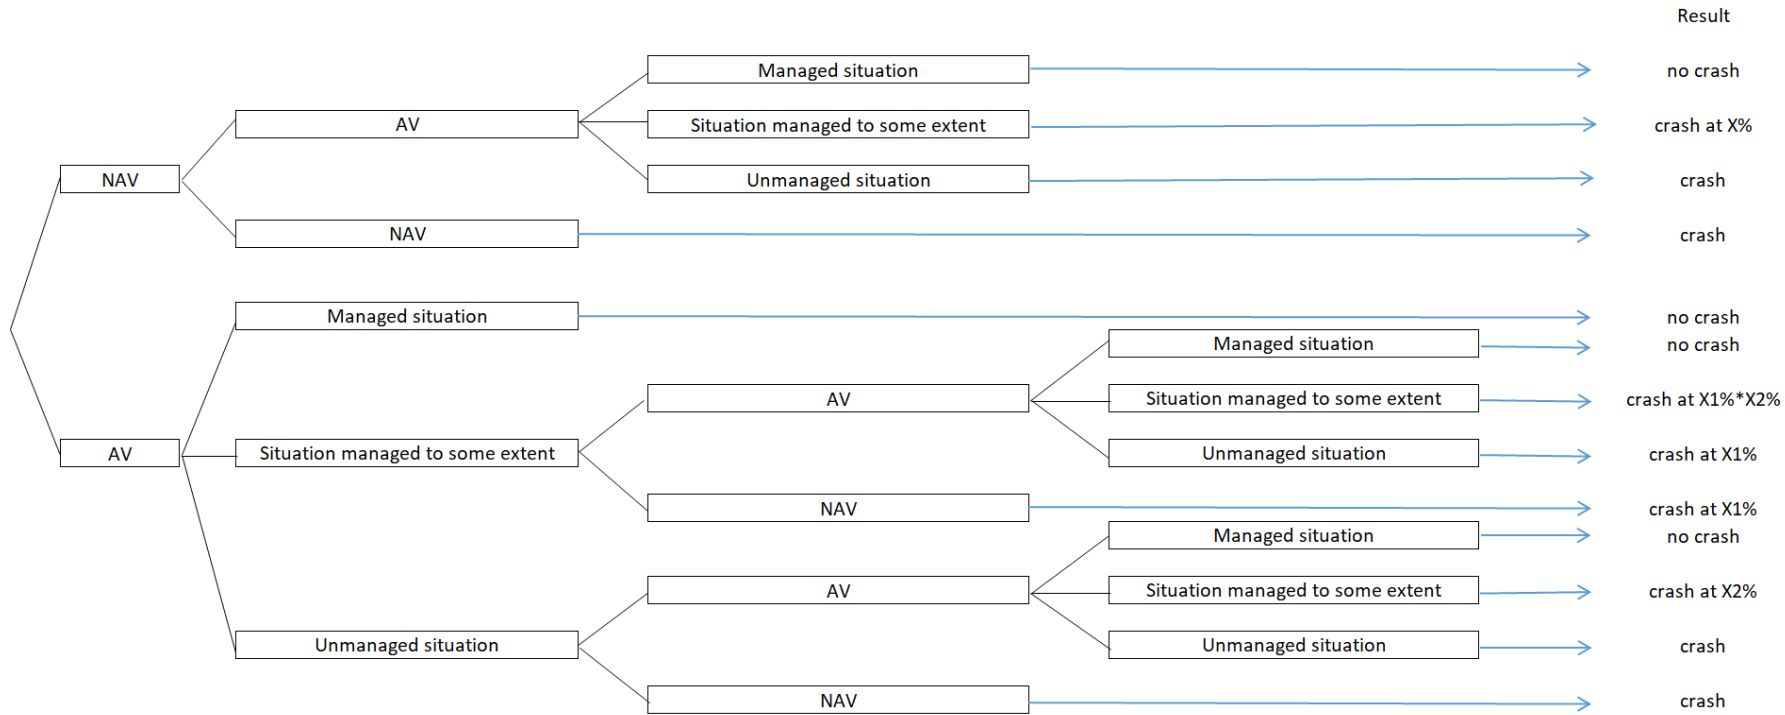 Result
Managed situation
no crash
AV
Situation managed to some extent
crash at X%
NAV
Unmanaged situation
crash
NAV
crash
Managed situation
no crash
Managed situation
no crash
AV
Situation managed to some extent
crash at X1%*X2%
AV
Situation managed to some extent
Unmanaged situation
crash at X1%
NAV
crash at X1%
Managed situation
no crash
AV
Situation managed to some extent
crash at X2%
Unmanaged situation
Unmanaged situation
crash
NAV
crash